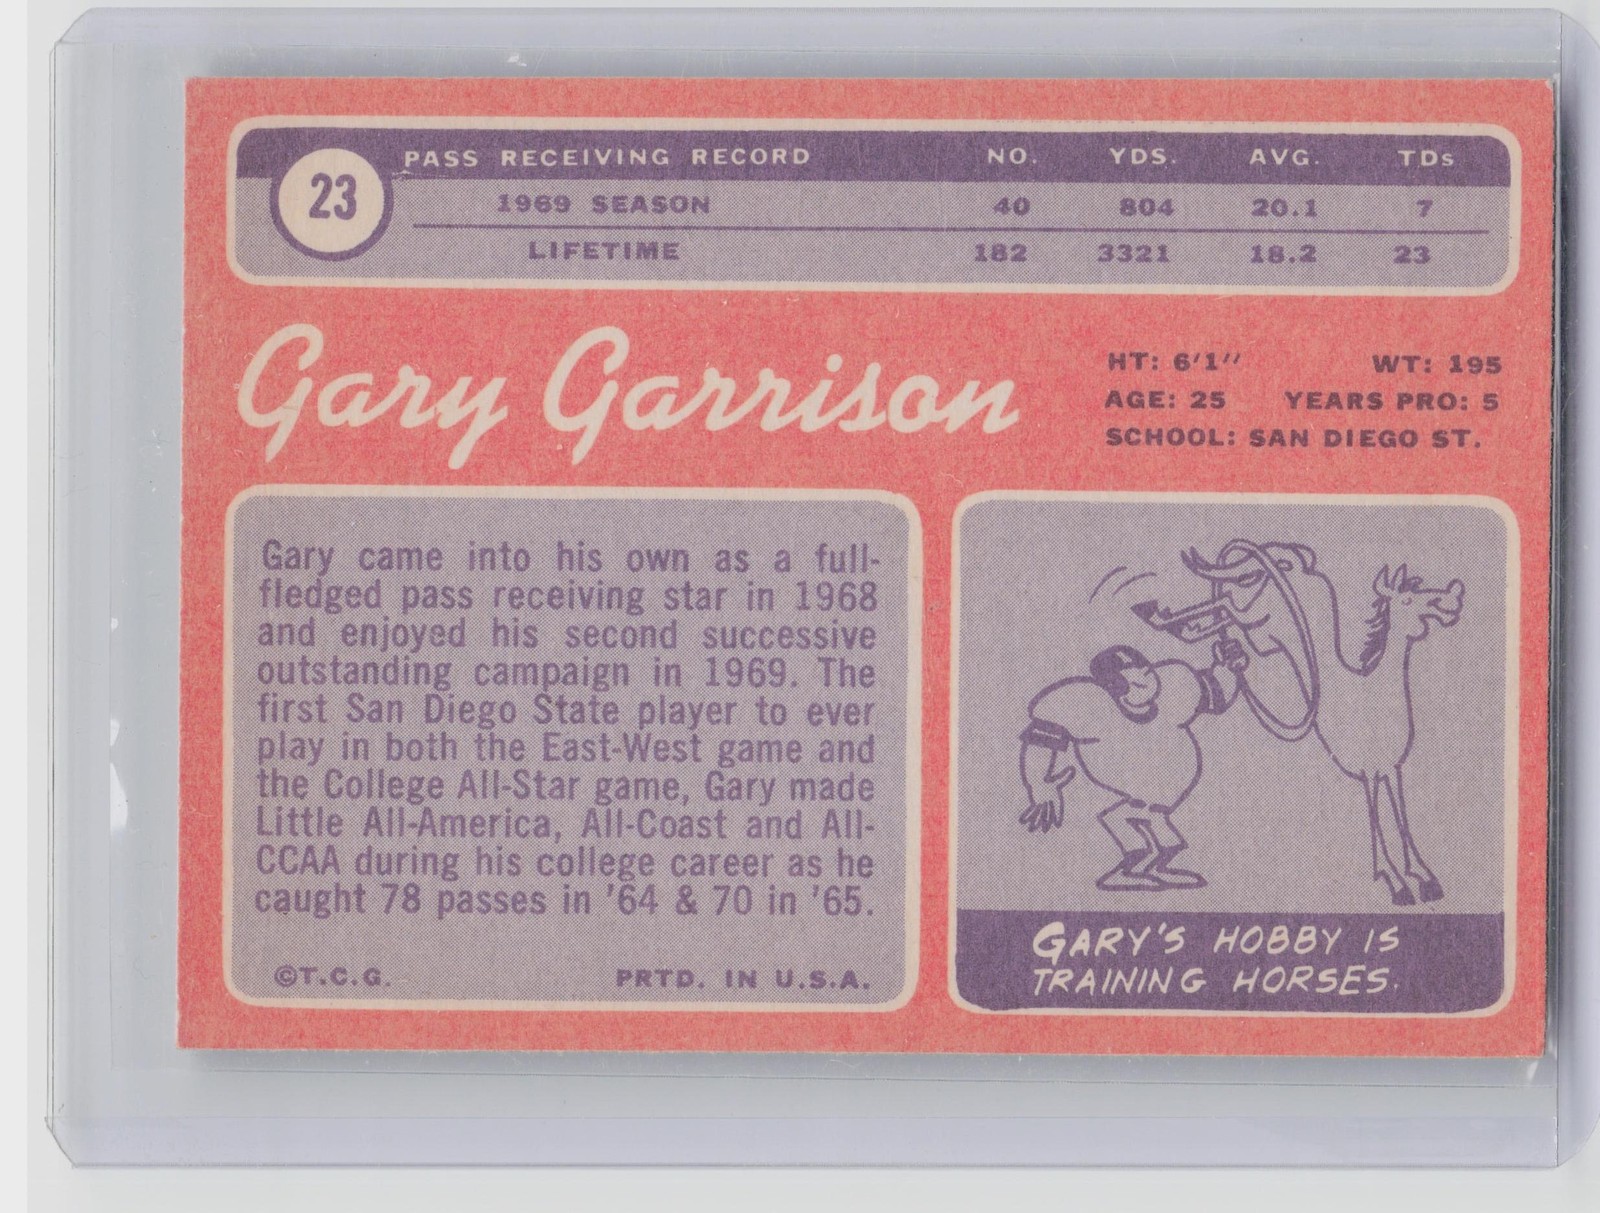 23
PASS RECEIVING RECORD NO. YDS. AVG. TDs
1969 SEASON 40 804 20.1 7
LIFETIME 182 3321 18.2 23
Gary Garrison
HT: 6'1" WT: 195
AGE: 25 YEARS PRO: 5
SCHOOL: SAN DIEGO ST.
Gary came into his own as a full-
fledged pass receiving star in 1968
and enjoyed his second successive
outstanding campaign in 1969. The
first San Diego State player to ever
play in both the East-West game and
the College All-Star game, Gary made
Little All-America, All-Coast and All-
CCAA during his college career as he
caught 78 passes in '64 & 70 in '65.
©T.C.G. PRTD. IN U.S.A.
GARY'S HOBBY IS
TRAINING HORSES.